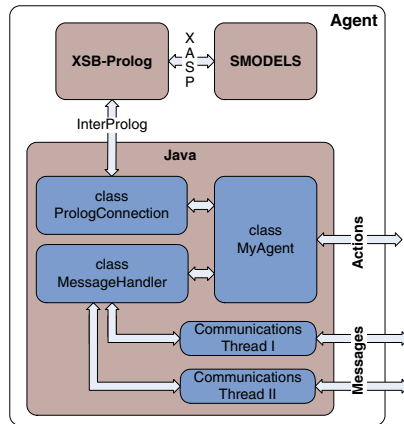 Agent
XSB-Prolog
XASP
SMODELS
InterProlog
Java
class
PrologConnection
class
MyAgent
class
MessageHandler
Actions
Communications
Thread I
Communications
Thread II
Messages